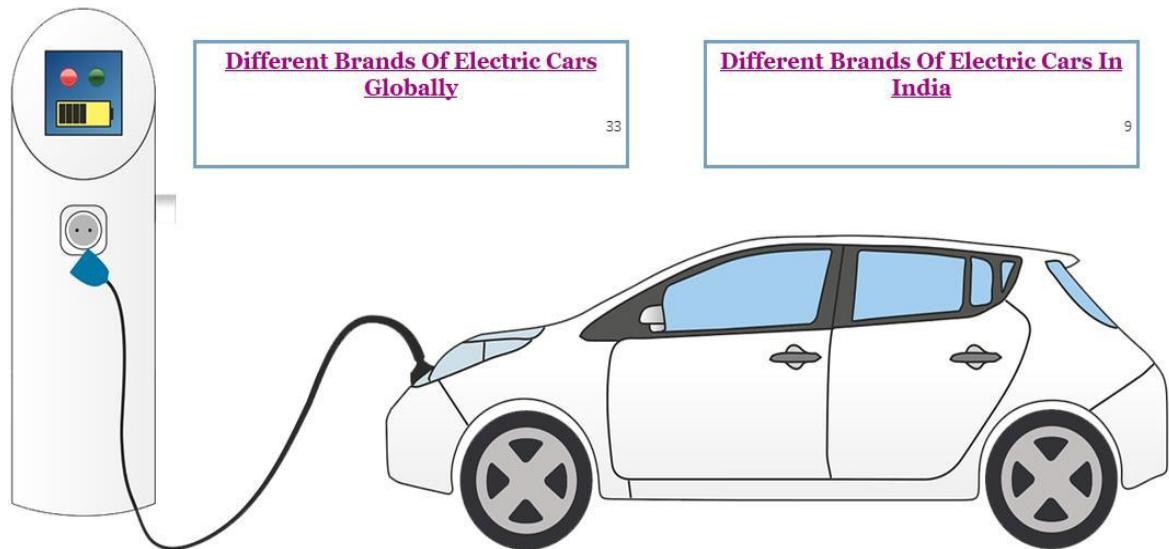 Different Brands Of Electric Cars
Globally
33
Different Brands Of Electric Cars In
India
9